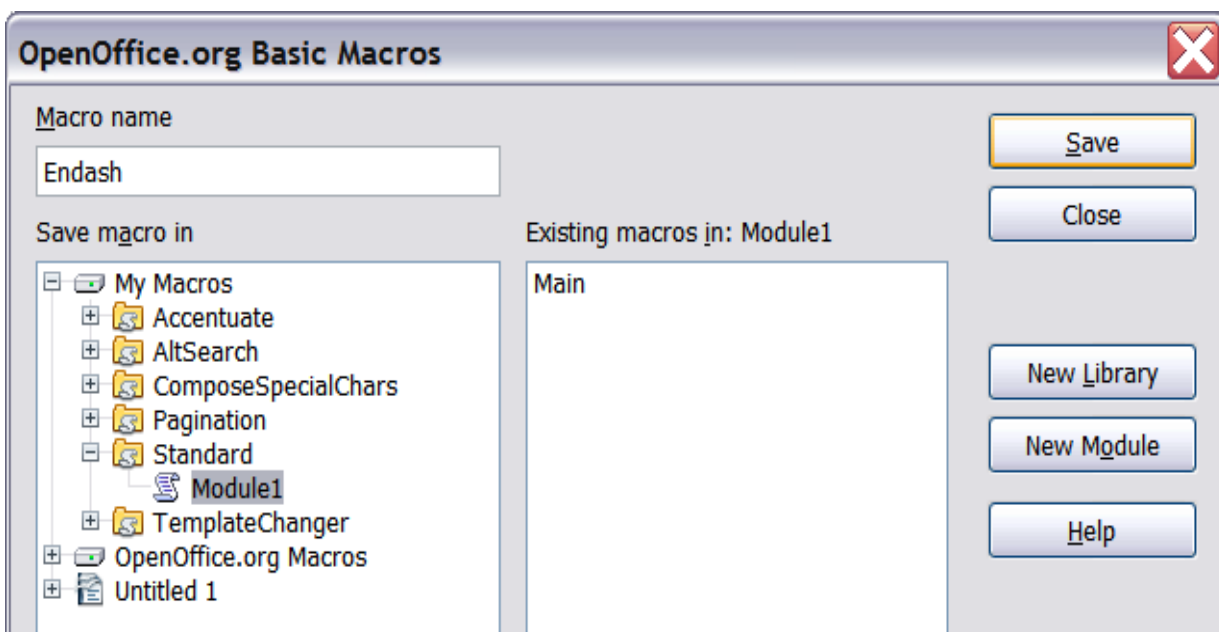 OpenOffice.org Basic Macros
Macro name
Endash
Save macro in
My Macros
Accentuate
AltSearch
ComposeSpecialChars
Pagination
Standard
Module1
TemplateChanger
OpenOffice.org Macros
Untitled 1
Existing macros in: Module1
Main
Save
Close
New Library
New Module
Help